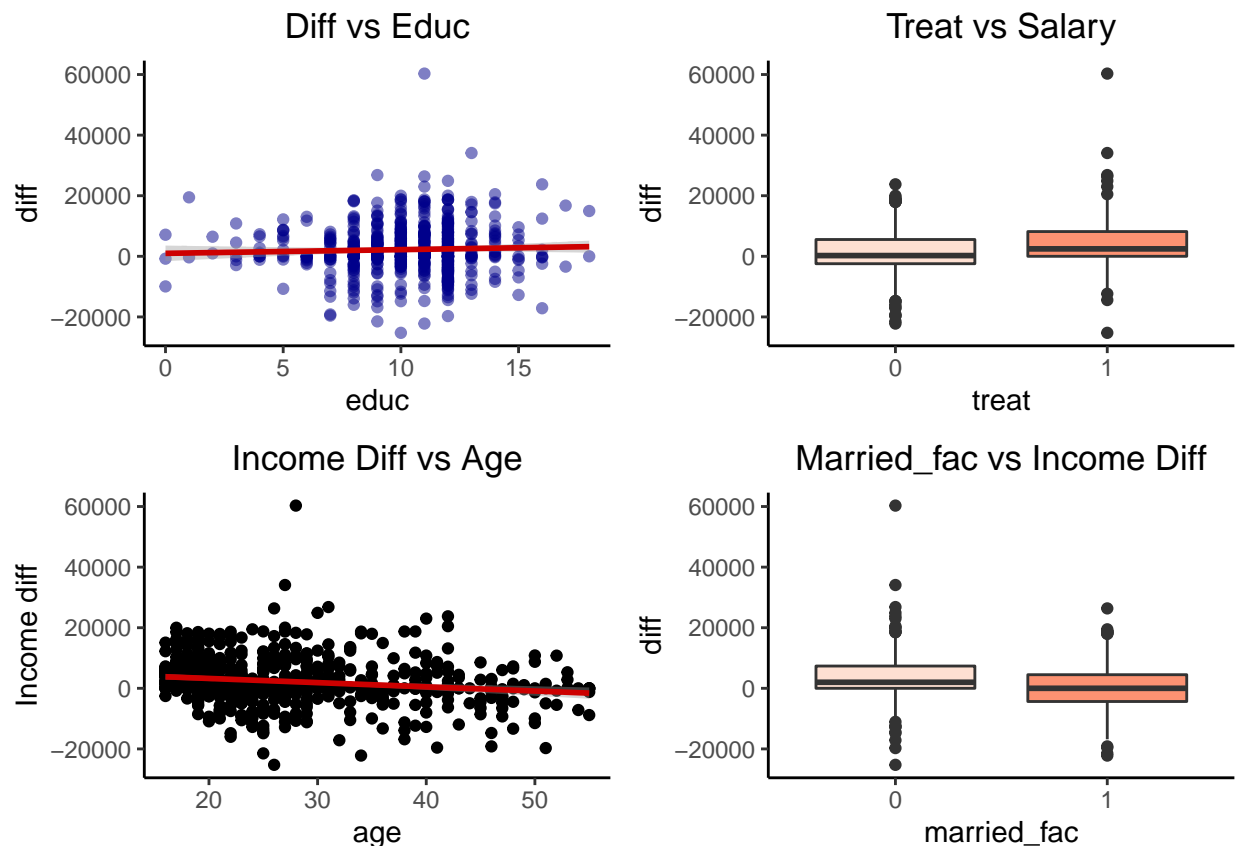 Diff vs Educ
60000
40000
20000
0
−20000
diff
0 5 10 15
educ
Treat vs Salary
60000
40000
20000
0
−20000
diff
0 1
treat
Income Diff vs Age
60000
40000
20000
0
−20000
Income diff
20 30 40 50
age
Married_fac vs Income Diff
60000
40000
20000
0
−20000
diff
0 1
married_fac